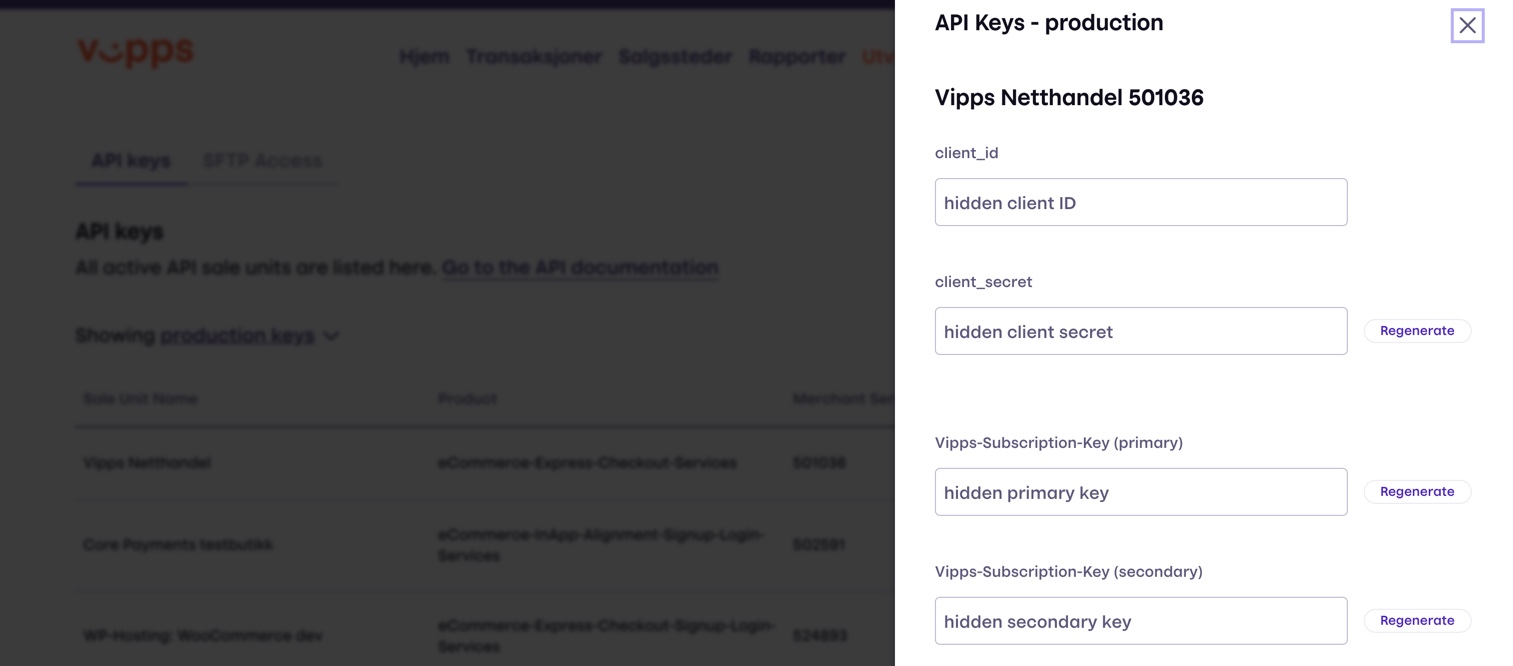 vipps
Hjem Transaksjoner Salgssteder Rapporter Utv
API keys SFTP Access
API keys
All active API sale units are listed here. Go to the API documentation
Showing production keys
Sale Unit Name Product Merchant Ser
Vipps Netthandel eCommerce-Express-Checkout-Services 501036
Core Payments testbutikk eCommerce-InApp-Alignment-Signup-Login-
Services 502591
WP-Hosting: WooCommerce dev eCommerce-Express-Checkout-Signup-Login-
Services 524893
API Keys - production
Vipps Netthandel 501036
client_id
hidden client ID
client_secret
hidden client secret
Regenerate
Vipps-Subscription-Key (primary)
hidden primary key
Regenerate
Vipps-Subscription-Key (secondary)
hidden secondary key
Regenerate